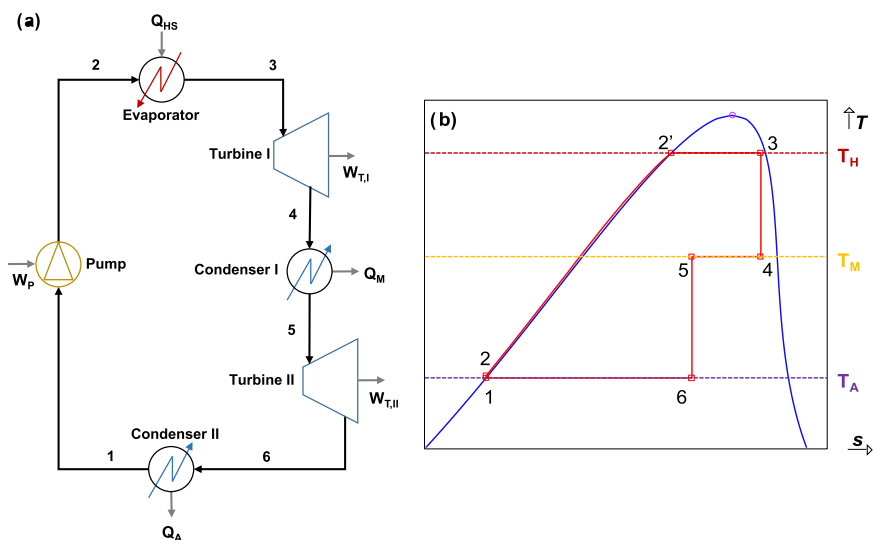 (a)
Q_HS
2
3
Evaporator
Turbine I
W_T,I
4
Condenser I
Q_M
Pump
W_P
5
Turbine II
W_T,II
Condenser II
1
6
Q_A
(b)
T
2'
3
T_H
5
4
T_M
2
1
6
T_A
s